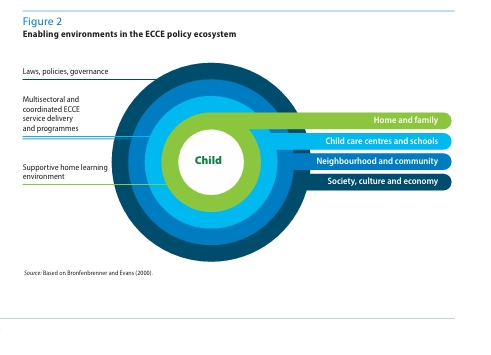 Figure 2
Enabling environments in the ECCE policy ecosystem
Laws, policies, governance
Multisectoral and
coordinated ECCE
service delivery
and programmes
Supportive home learning
environment
Child
Home and family
Child care centres and schools
Neighbourhood and community
Society, culture and economy
Source: Based on Bronfenbrenner and Evans (2000).